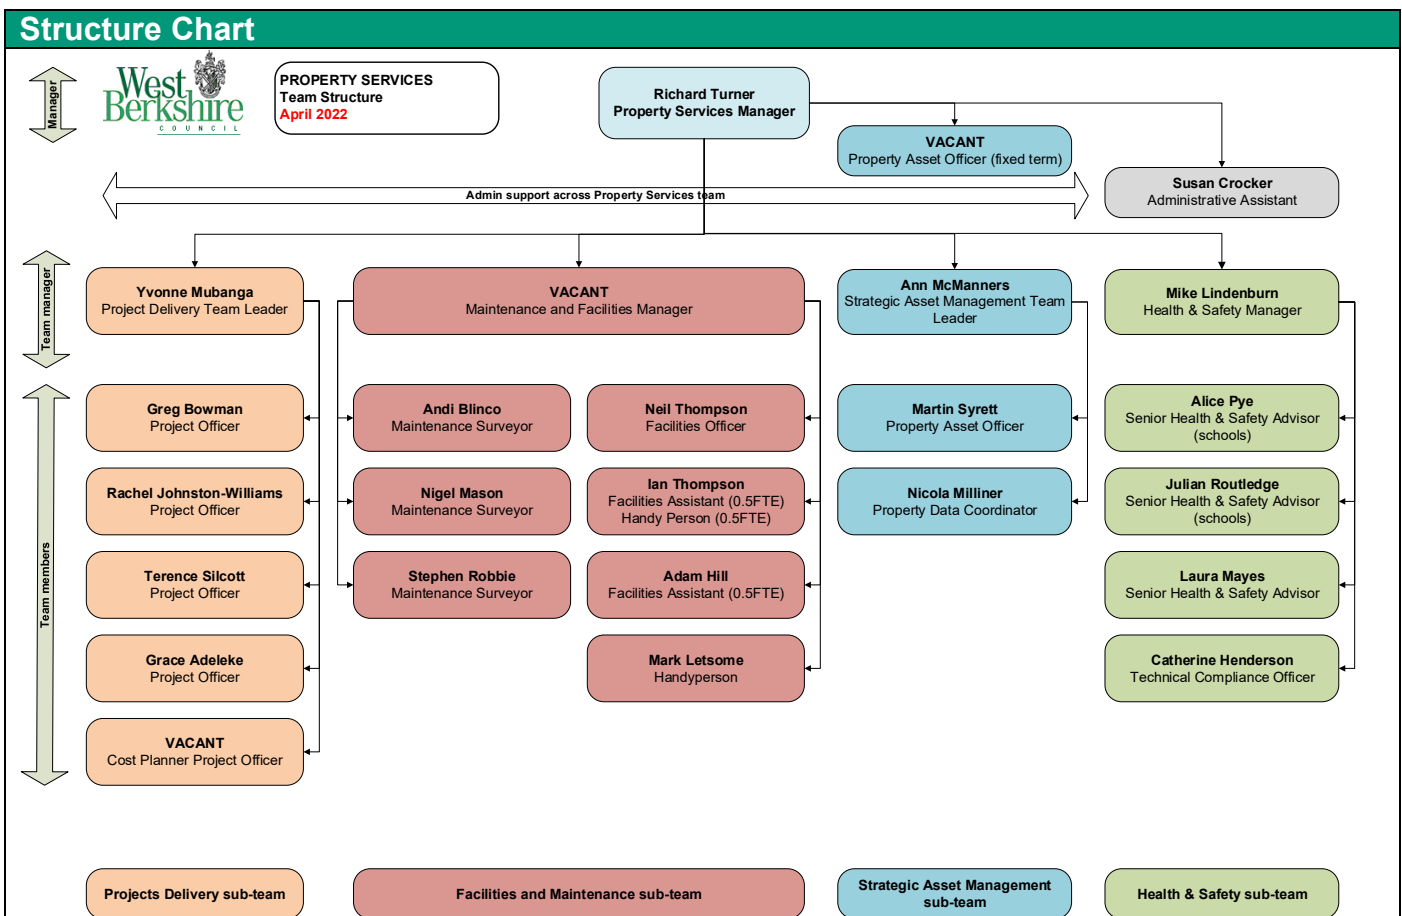 Structure Chart
Manager
West
Berkshire
COUNCIL
PROPERTY SERVICES
Team Structure
April 2022
Richard Turner
Property Services Manager
VACANT
Property Asset Officer (fixed term)
Susan Crocker
Administrative Assistant
Admin support across Property Services team
Team manager
Yvonne Mubanga
Project Delivery Team Leader
VACANT
Maintenance and Facilities Manager
Ann McManners
Strategic Asset Management Team
Leader
Mike Lindenburn
Health & Safety Manager
Team members
Greg Bowman
Project Officer
Rachel Johnston-Williams
Project Officer
Terence Silcott
Project Officer
Grace Adeleke
Project Officer
VACANT
Cost Planner Project Officer
Andi Blinco
Maintenance Surveyor
Nigel Mason
Maintenance Surveyor
Stephen Robbie
Maintenance Surveyor
Neil Thompson
Facilities Officer
Ian Thompson
Facilities Assistant (0.5FTE)
Handy Person (0.5FTE)
Adam Hill
Facilities Assistant (0.5FTE)
Mark Letsome
Handyperson
Martin Syrett
Property Asset Officer
Nicola Milliner
Property Data Coordinator
Alice Pye
Senior Health & Safety Advisor
(schools)
Julian Routledge
Senior Health & Safety Advisor
(schools)
Laura Mayes
Senior Health & Safety Advisor
Catherine Henderson
Technical Compliance Officer
Projects Delivery sub-team
Facilities and Maintenance sub-team
Strategic Asset Management
sub-team
Health & Safety sub-team